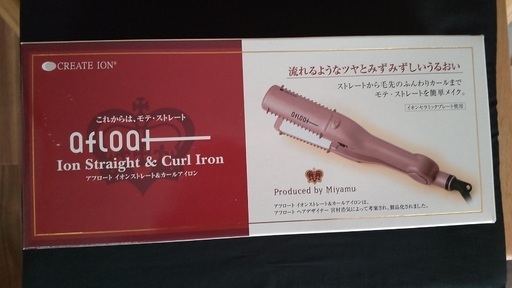 CREATE ION®
これからは、モテ・ストレート
afloat
Ion Straight & Curl Iron
アフロート イオンストレート&カールアイロン
流れるようなツヤとみずみずしいうるおい
ストレートから毛先のふんわりカールまで
モテ・ストレートを簡単メイク。
イオンセラミックプレート使用
afloat
Produced by Miyamu
アフロート イオンストレート&カールアイロンは、
アフロート ヘアデザイナー 宮村浩気によって考案され、製品化されました。